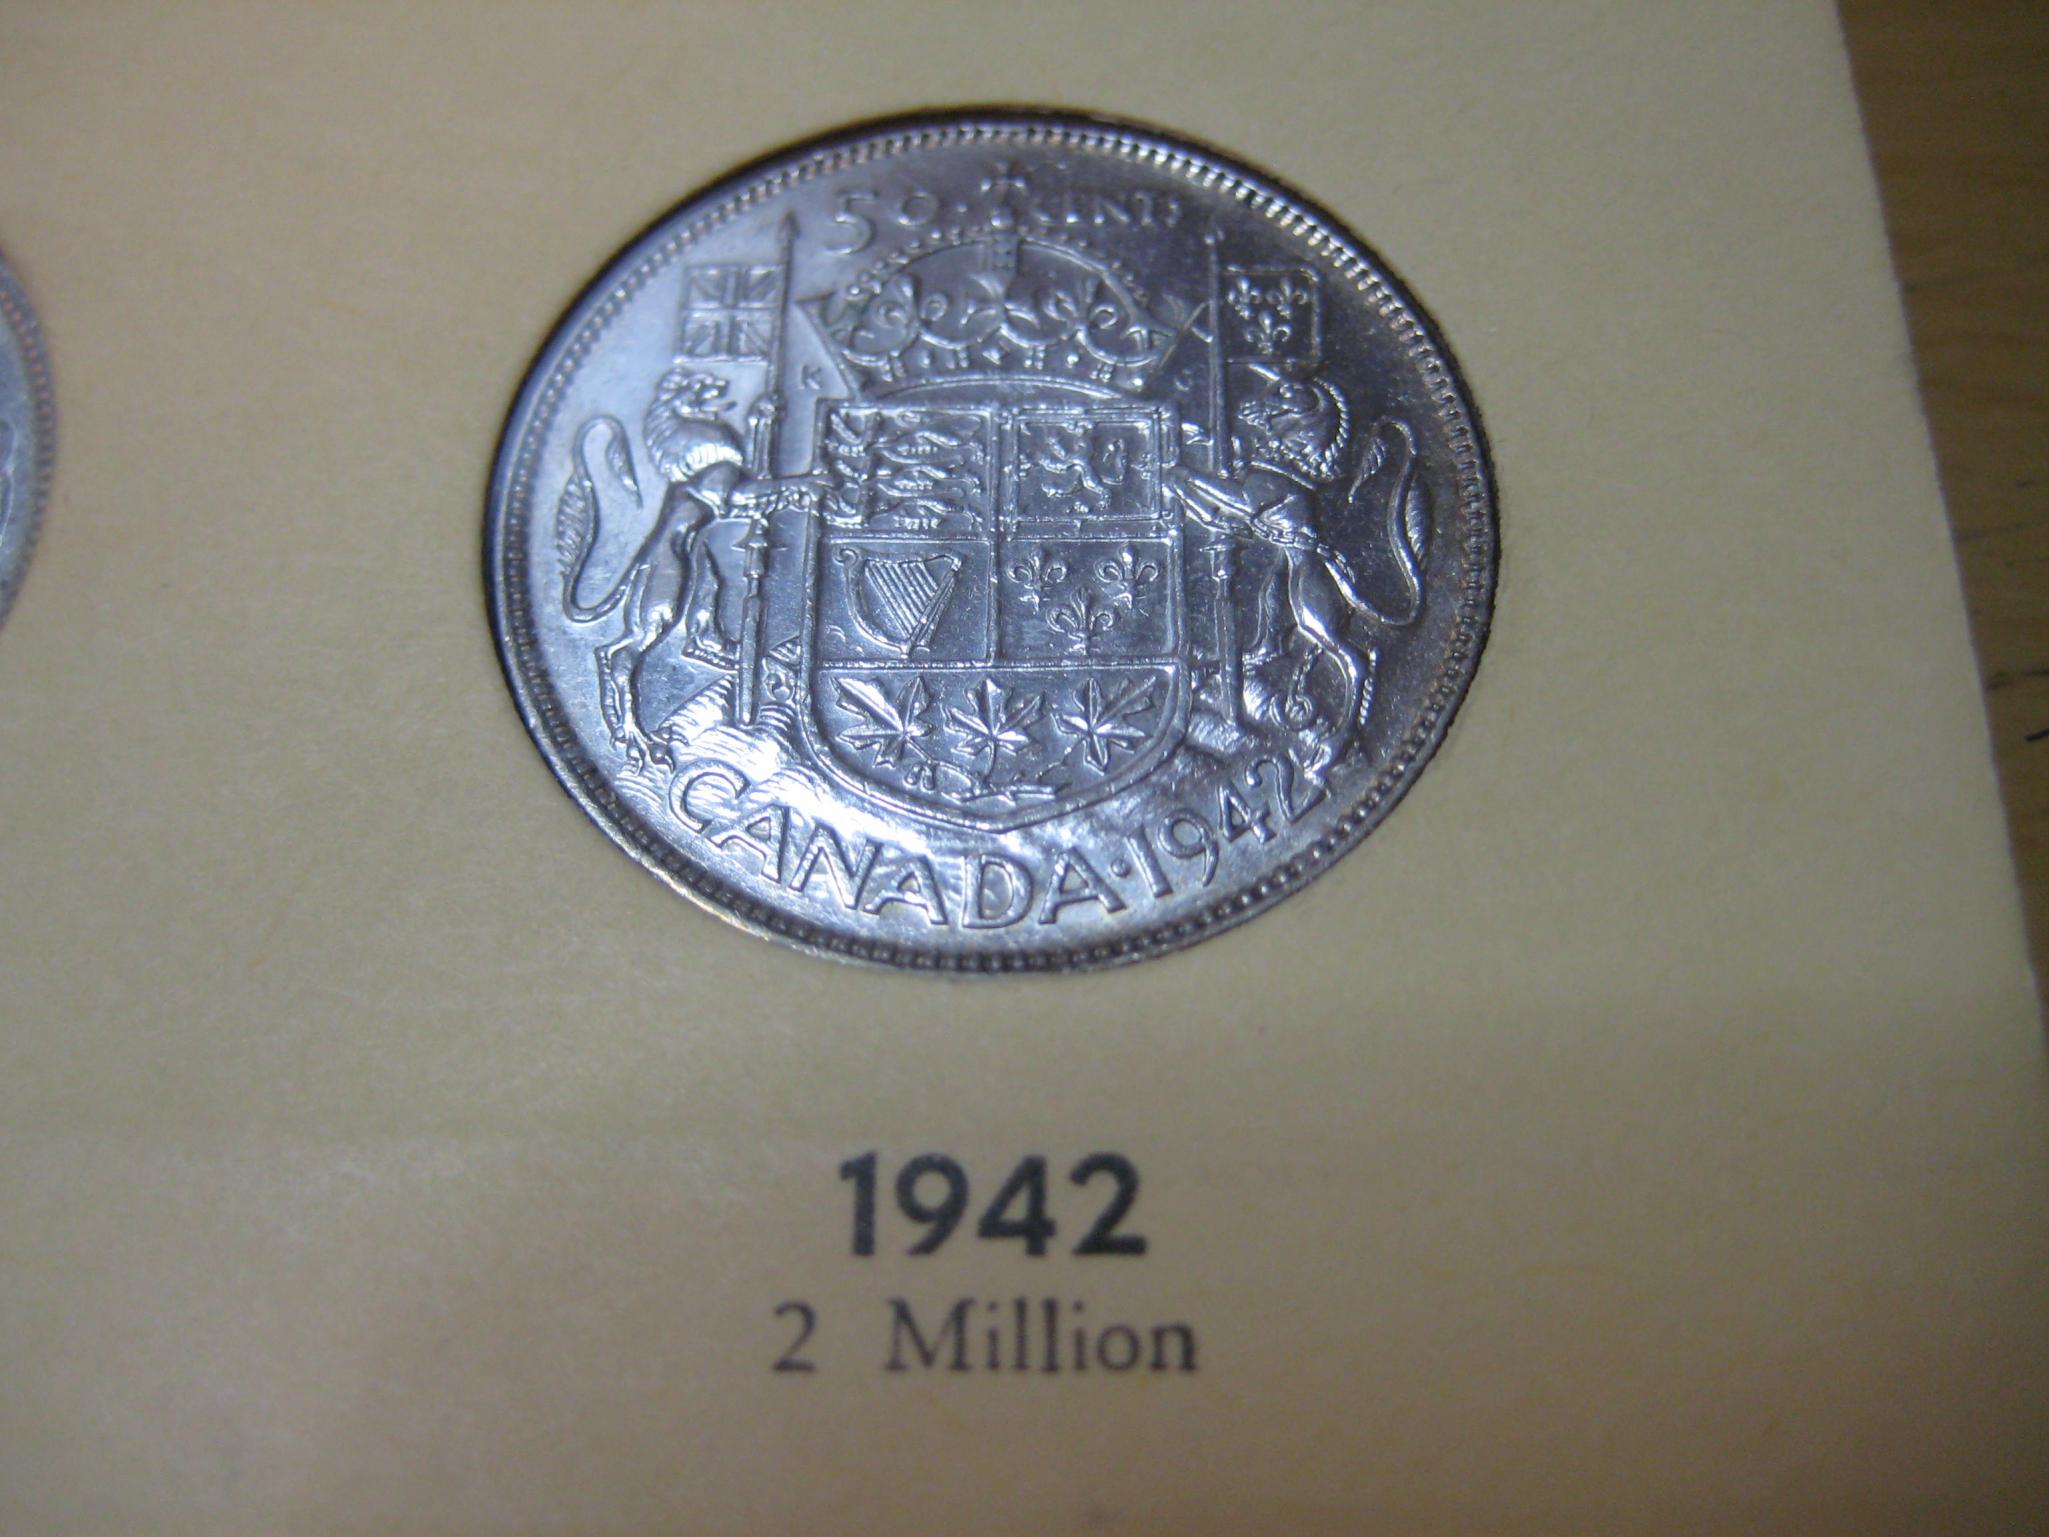 50 CENTS
K G
CANADA·1942
1942
2 Million